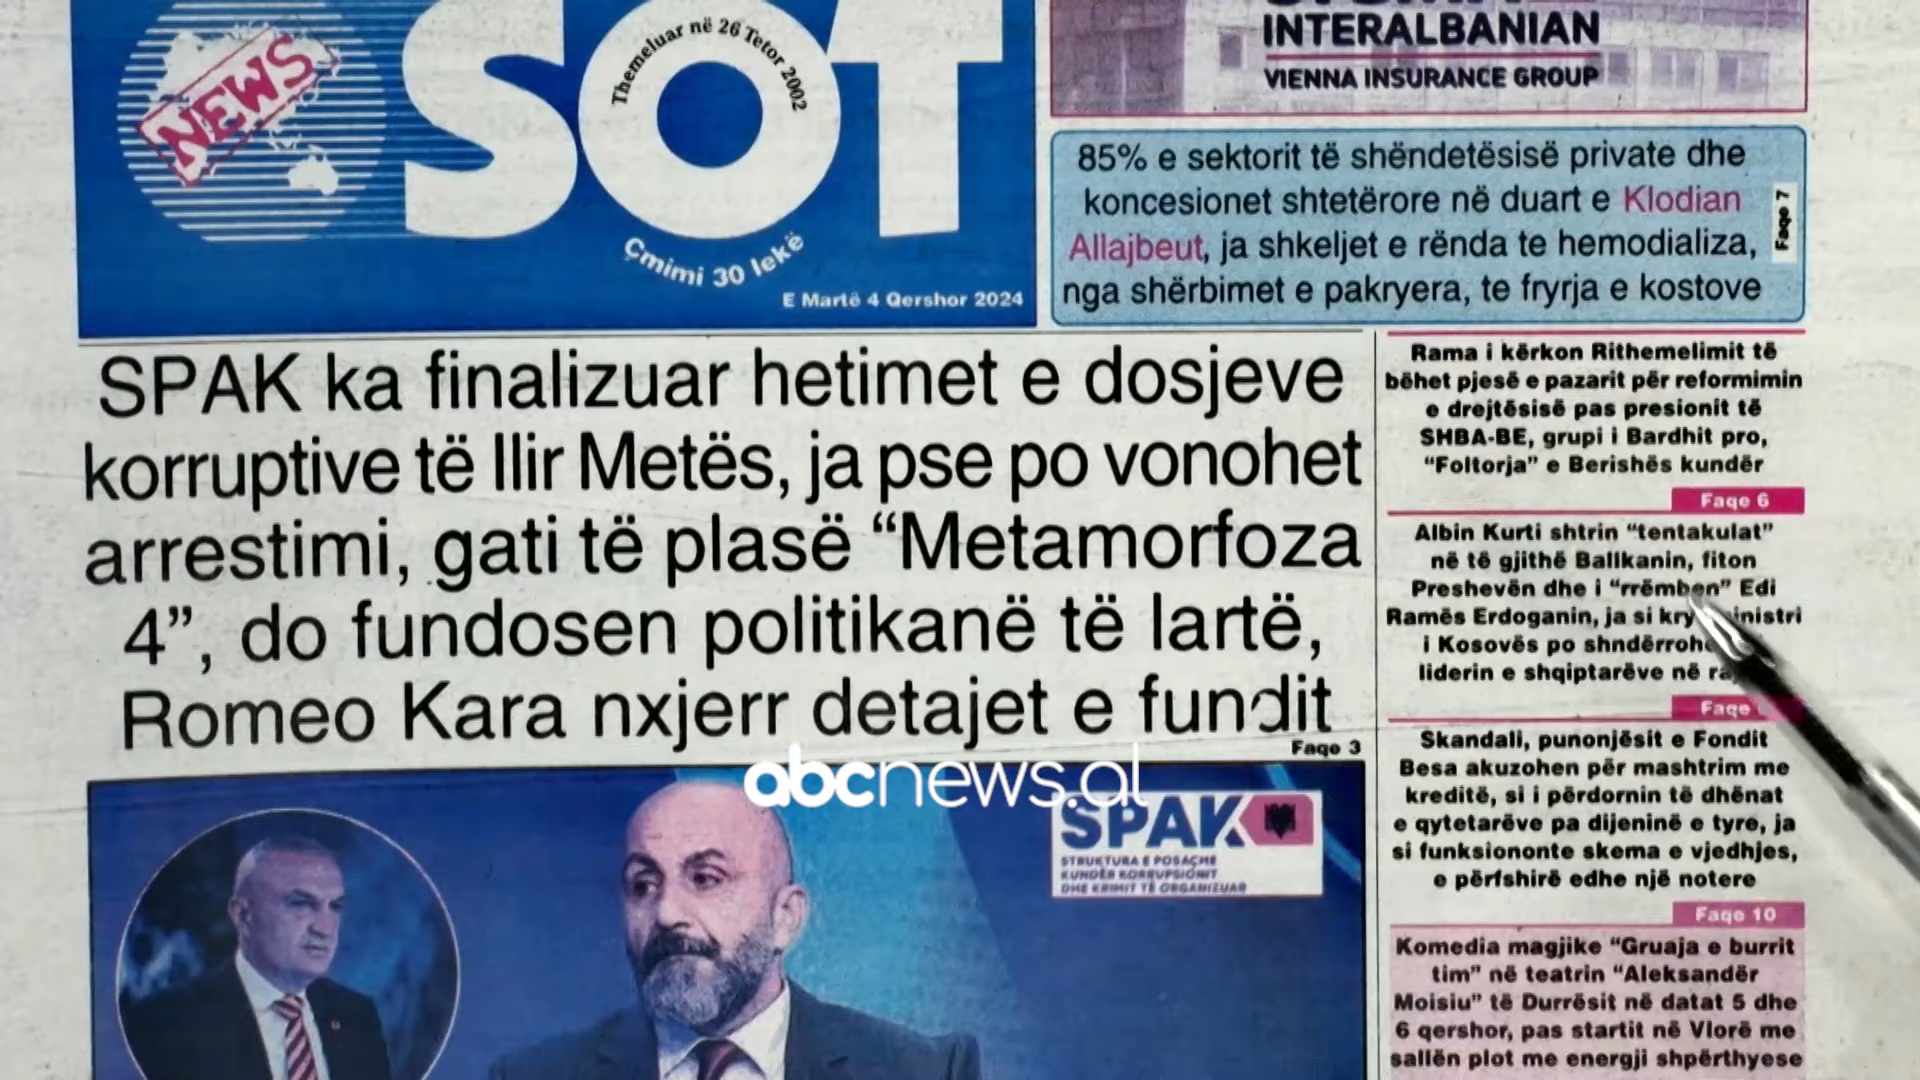 NEWS
SOT
Themeluar në 26 Tetor 2002
Çmimi 30 lekë
E Martë 4 Qershor 2024
INTERALBANIAN
VIENNA INSURANCE GROUP
85% e sektorit të shëndetësisë private dhe
koncesionet shtetërore në duart e Klodian
Allajbeut, ja shkeljet e rënda te hemodializa,
nga shërbimet e pakryera, te fryrja e kostove
Faqe 7
SPAK ka finalizuar hetimet e dosjeve
korruptive të Ilir Metës, ja pse po vonohet
arrestimi, gati të plasë “Metamorfoza
4”, do fundosen politikanë të lartë,
Romeo Kara nxjerr detajet e fundit
Faqe 3
abcnews.al
SPAK
STRUKTURA E POSAÇME
KUNDËR KORRUPSIONIT
DHE KRIMIT TË ORGANIZUAR
Rama i kërkon Rithemelimit të
bëhet pjesë e pazarit për reformimin
e drejtësisë pas presionit të
SHBA-BE, grupi i Bardhit pro,
“Foltorja” e Berishës kundër
Faqe 6
Albin Kurti shtrin “tentakulat”
në të gjithë Ballkanin, fiton
Preshevën dhe i “rrëmben” Edi
Ramës Erdoganin, ja si
i Kosovës po
liderin e shqiptarëve në
Faqe
Skandali, punonjësit e Fondit
Besa akuzohen për mashtrim me
kreditë, si i përdornin të dhënat
e qytetarëve pa dijeninë e tyre, ja
si funksiononte skema e vjedhjes,
e përfshirë edhe një notere
Faqe 10
Komedia magjike “Gruaja e burrit
tim” në teatrin “Aleksandër
Moisiu” të Durrësit në datat 5 dhe
6 qershor, pas startit në Vlorë me
sallën plot me energji shpërthyese